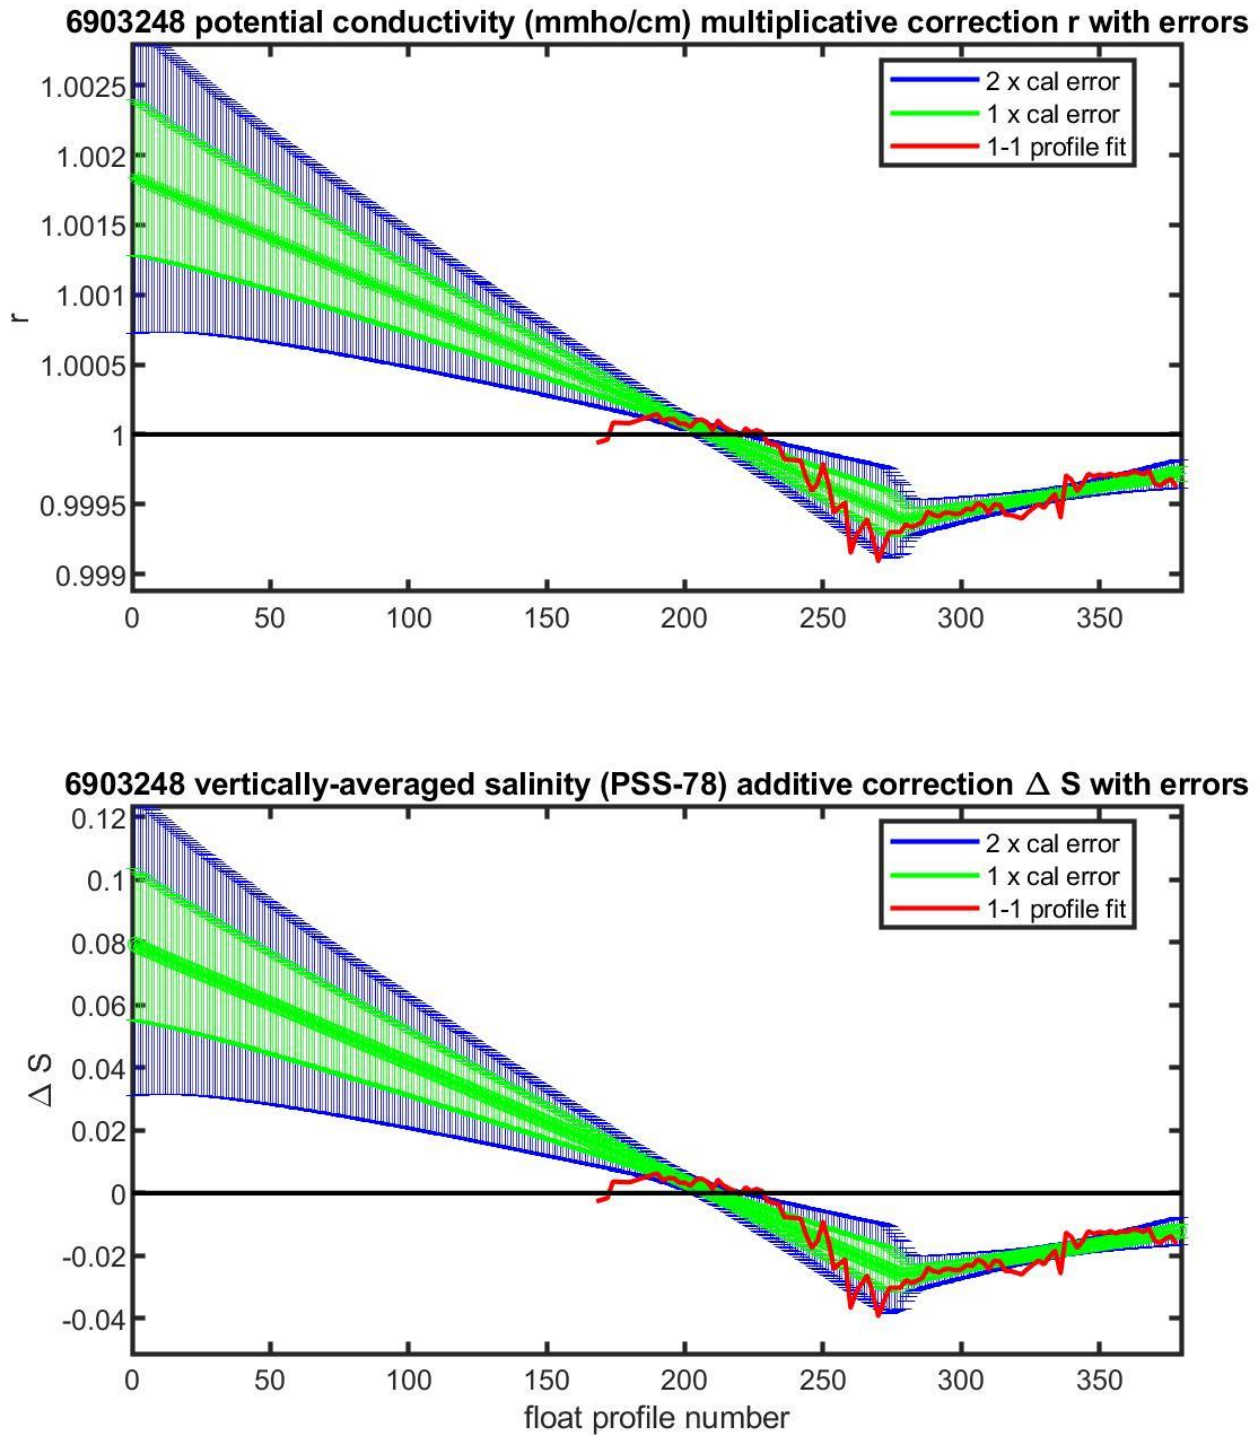 6903248 potential conductivity (mmho/cm) multiplicative correction r with errors
2 x cal error
1 x cal error
1-1 profile fit
1.0025
1.002
1.0015
1.001
1.0005
1
0.9995
0.999
r
0 50 100 150 200 250 300 350
6903248 vertically-averaged salinity (PSS-78) additive correction Δ S with errors
2 x cal error
1 x cal error
1-1 profile fit
0.12
0.1
0.08
0.06
0.04
0.02
0
-0.02
-0.04
Δ S
0 50 100 150 200 250 300 350
float profile number